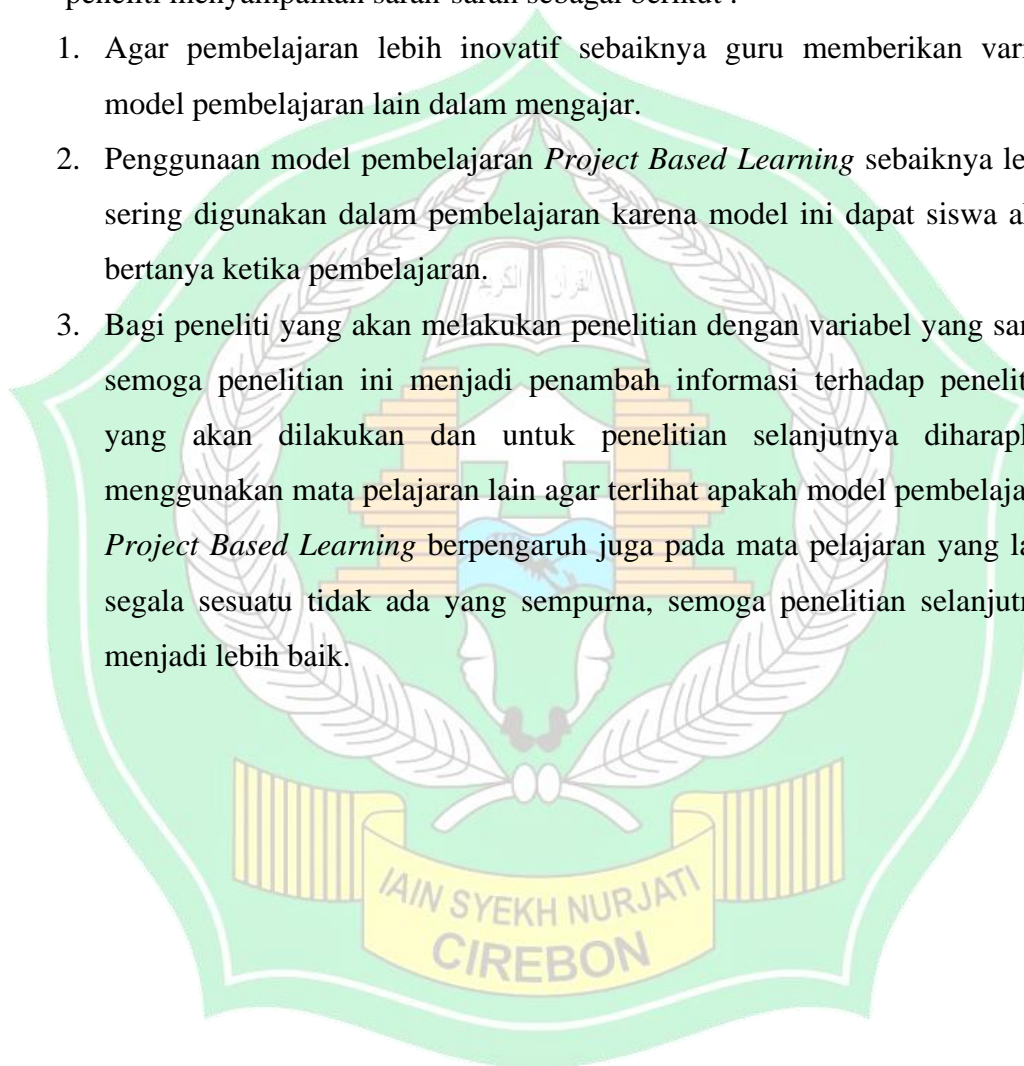 peneliti menyampaikan saran-saran sebagai berikut :
1. Agar pembelajaran lebih inovatif sebaiknya guru memberikan vari
model pembelajaran lain dalam mengajar.
2. Penggunaan model pembelajaran Project Based Learning sebaiknya le
sering digunakan dalam pembelajaran karena model ini dapat siswa
bertanya ketika pembelajaran.
3. Bagi peneliti yang akan melakukan penelitian dengan variabel yang
semoga penelitian ini menjadi penambah informasi terhadap penelit
yang akan dilakukan dan untuk penelitian selanjutnya
menggunakan mata pelajaran lain agar terlihat apakah model pembelaja
Project Based Learning berpengaruh juga pada mata pelajaran yang la
segala sesuatu tidak ada yang sempurna, semoga penelitian selanjutn
menjadi lebih baik.
القرآن الكريم
IAIN SYEKH NURJATI
CIREBON